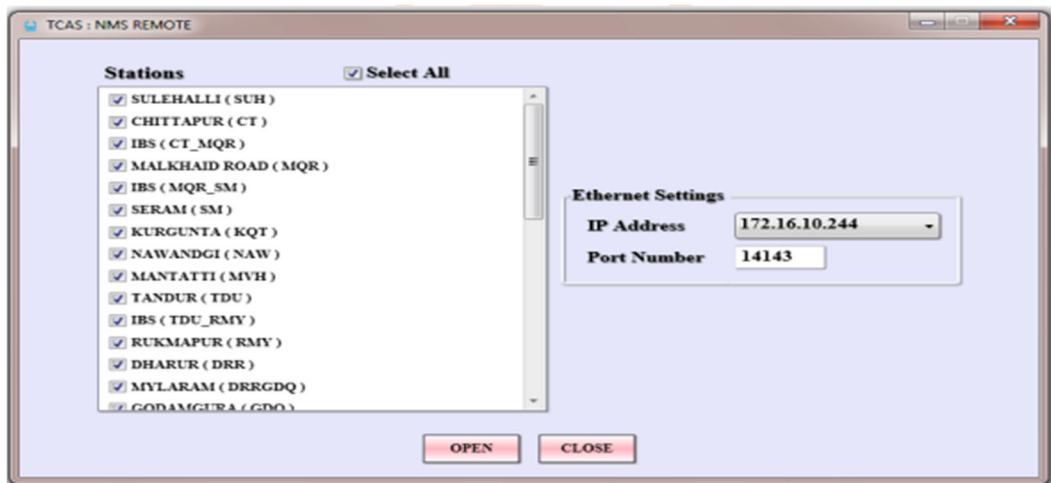 TCAS : NMS REMOTE
Stations
Select All
SULEHALLI ( SUH )
CHITTAPUR ( CT )
IBS ( CT_MQR )
MALKHAID ROAD ( MQR )
IBS ( MQR_SM )
SERAM ( SM )
KURGUNTA ( KQT )
NAWANDGI ( NAW )
MANTATTI ( MVH )
TANDUR ( TDU )
IBS ( TDU_RMY )
RUKMAPUR ( RMY )
DHARUR ( DRR )
MYLARAM ( DRRGDQ )
GODAMGURA ( GDQ )
Ethernet Settings
IP Address
172.16.10.244
Port Number
14143
OPEN
CLOSE